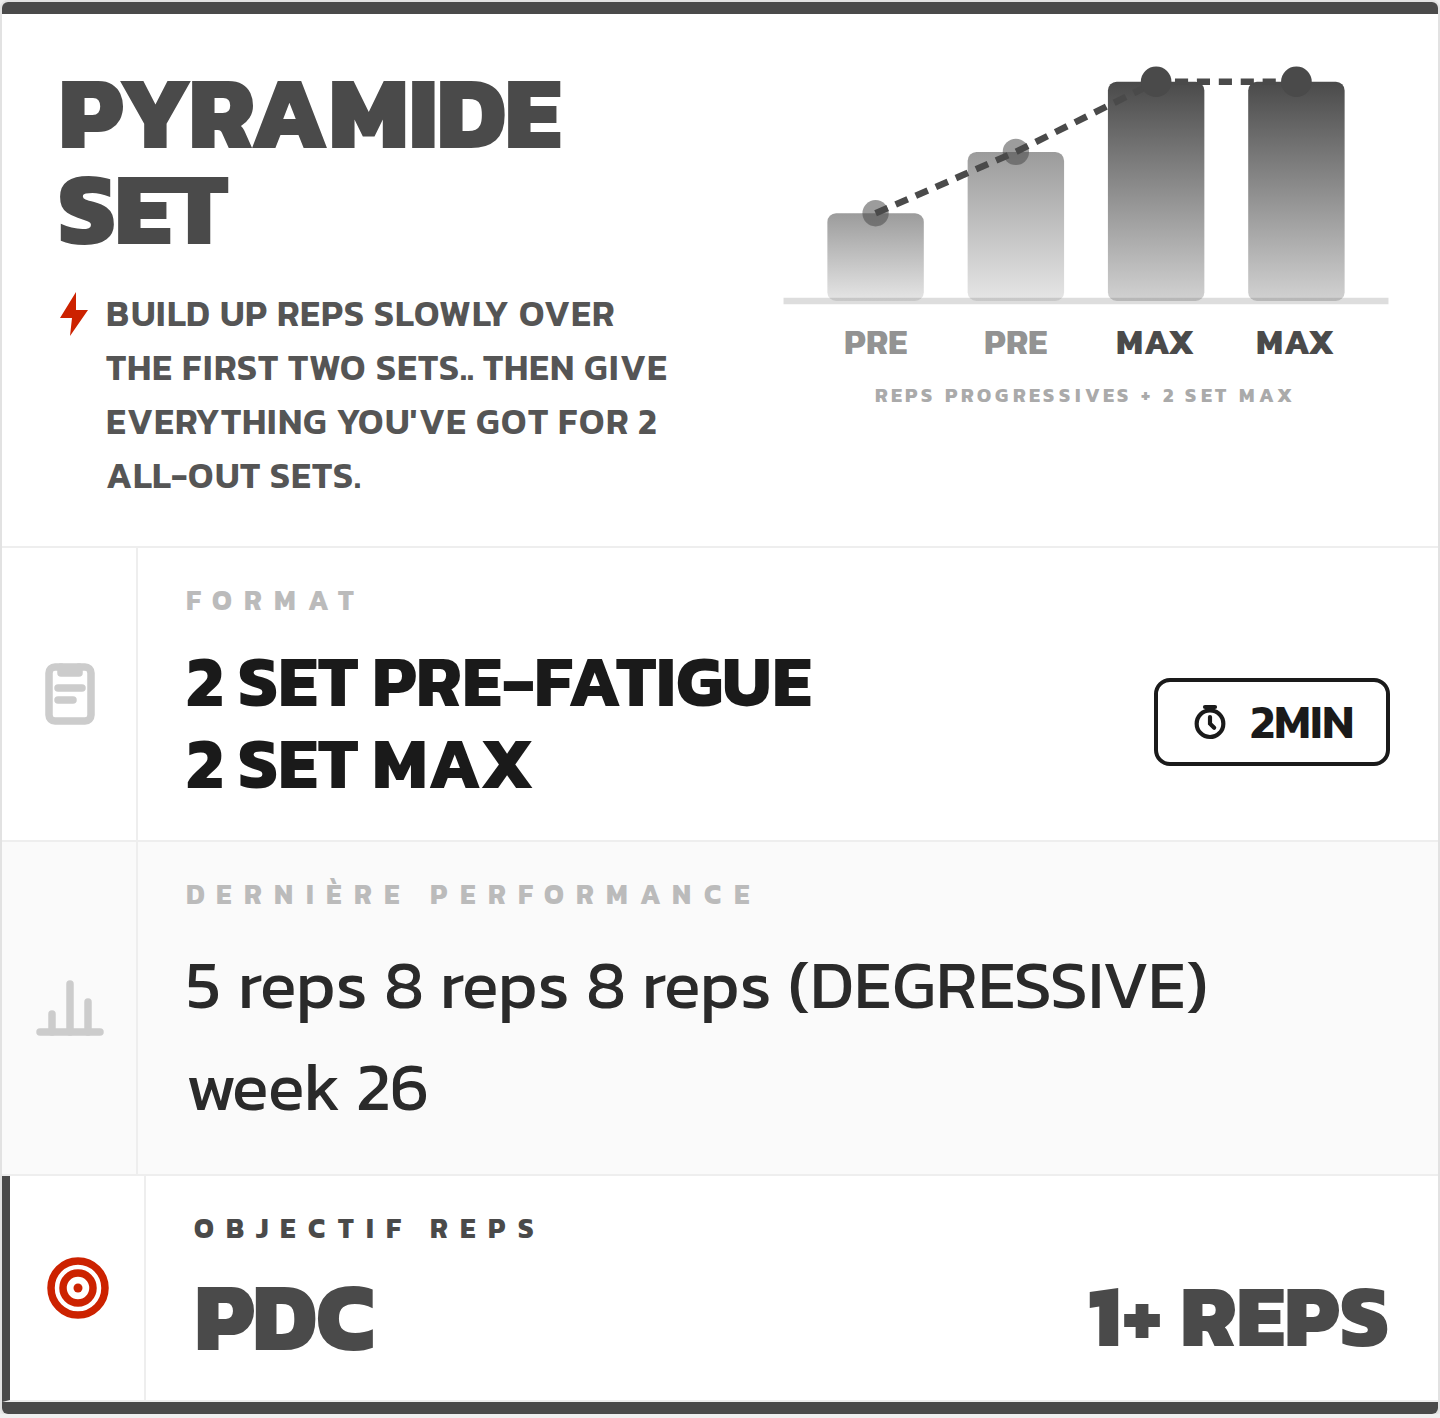 PYRAMIDE
SET
BUILD UP REPS SLOWLY OVER
THE FIRST TWO SETS.. THEN GIVE
EVERYTHING YOU'VE GOT FOR 2
ALL-OUT SETS.
PRE PRE MAX MAX
REPS PROGRESSIVES + 2 SET MAX
FORMAT
2 SET PRE-FATIGUE
2 SET MAX
2MIN
DERNIÈRE PERFORMANCE
5 reps 8 reps 8 reps (DEGRESSIVE)
week 26
OBJECTIF REPS
PDC
1+ REPS